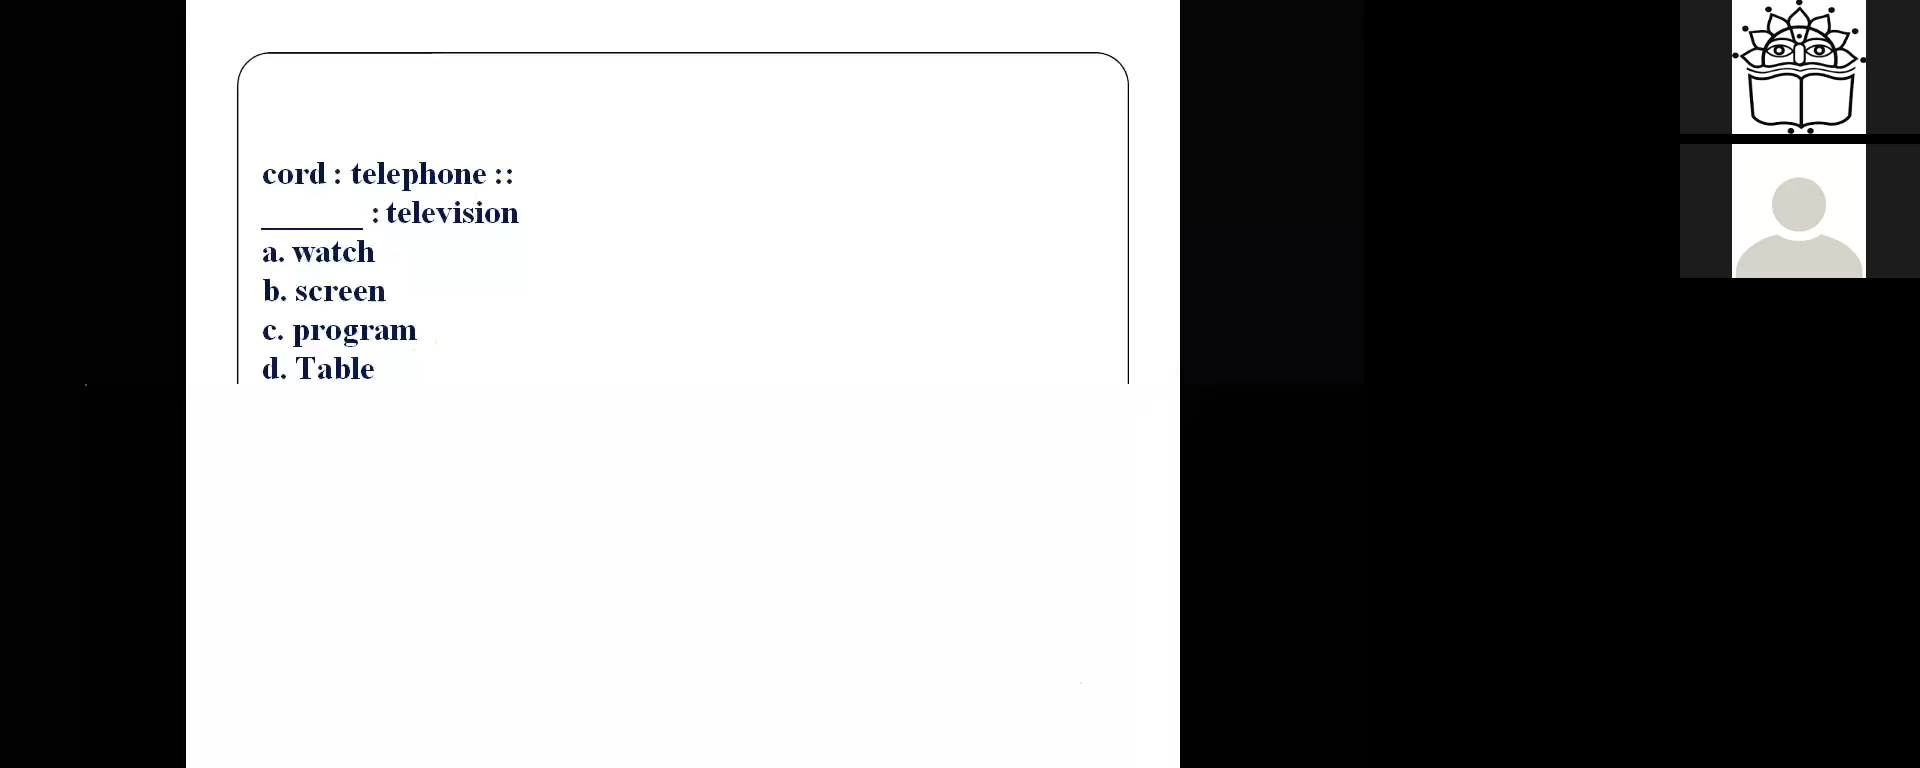 cord : telephone ::
_______ : television
a. watch
b. screen
c. program
d. Table